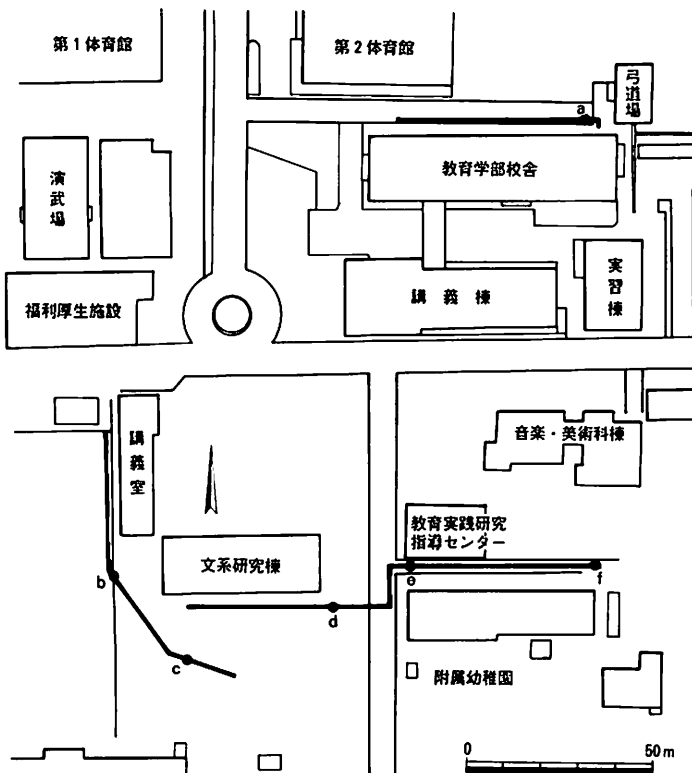 第1体育館
第2体育館
弓道場
a
演武場
教育学部校舎
福利厚生施設
講義棟
実習棟
講義室
音楽・美術科棟
教育実践研究
指導センター
文系研究棟
b
e
f
d
c
附属幼稚園
0
50m